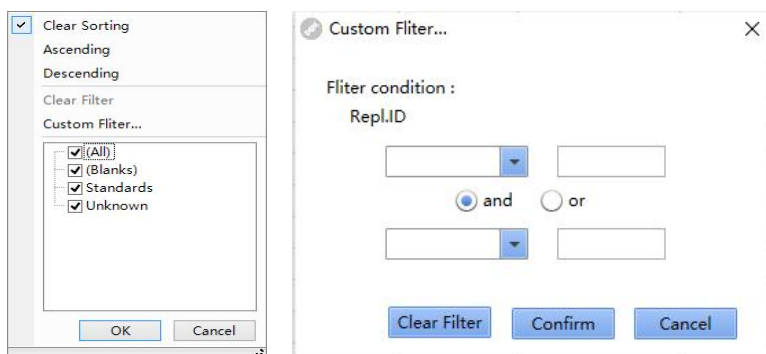 Clear Sorting
Ascending
Descending
Clear Filter
Custom Fliter...
(All)
(Blanks)
Standards
Unknown
OK Cancel
Custom Fliter...
Fliter condition :
Repl.ID
and or
Clear Filter Confirm Cancel